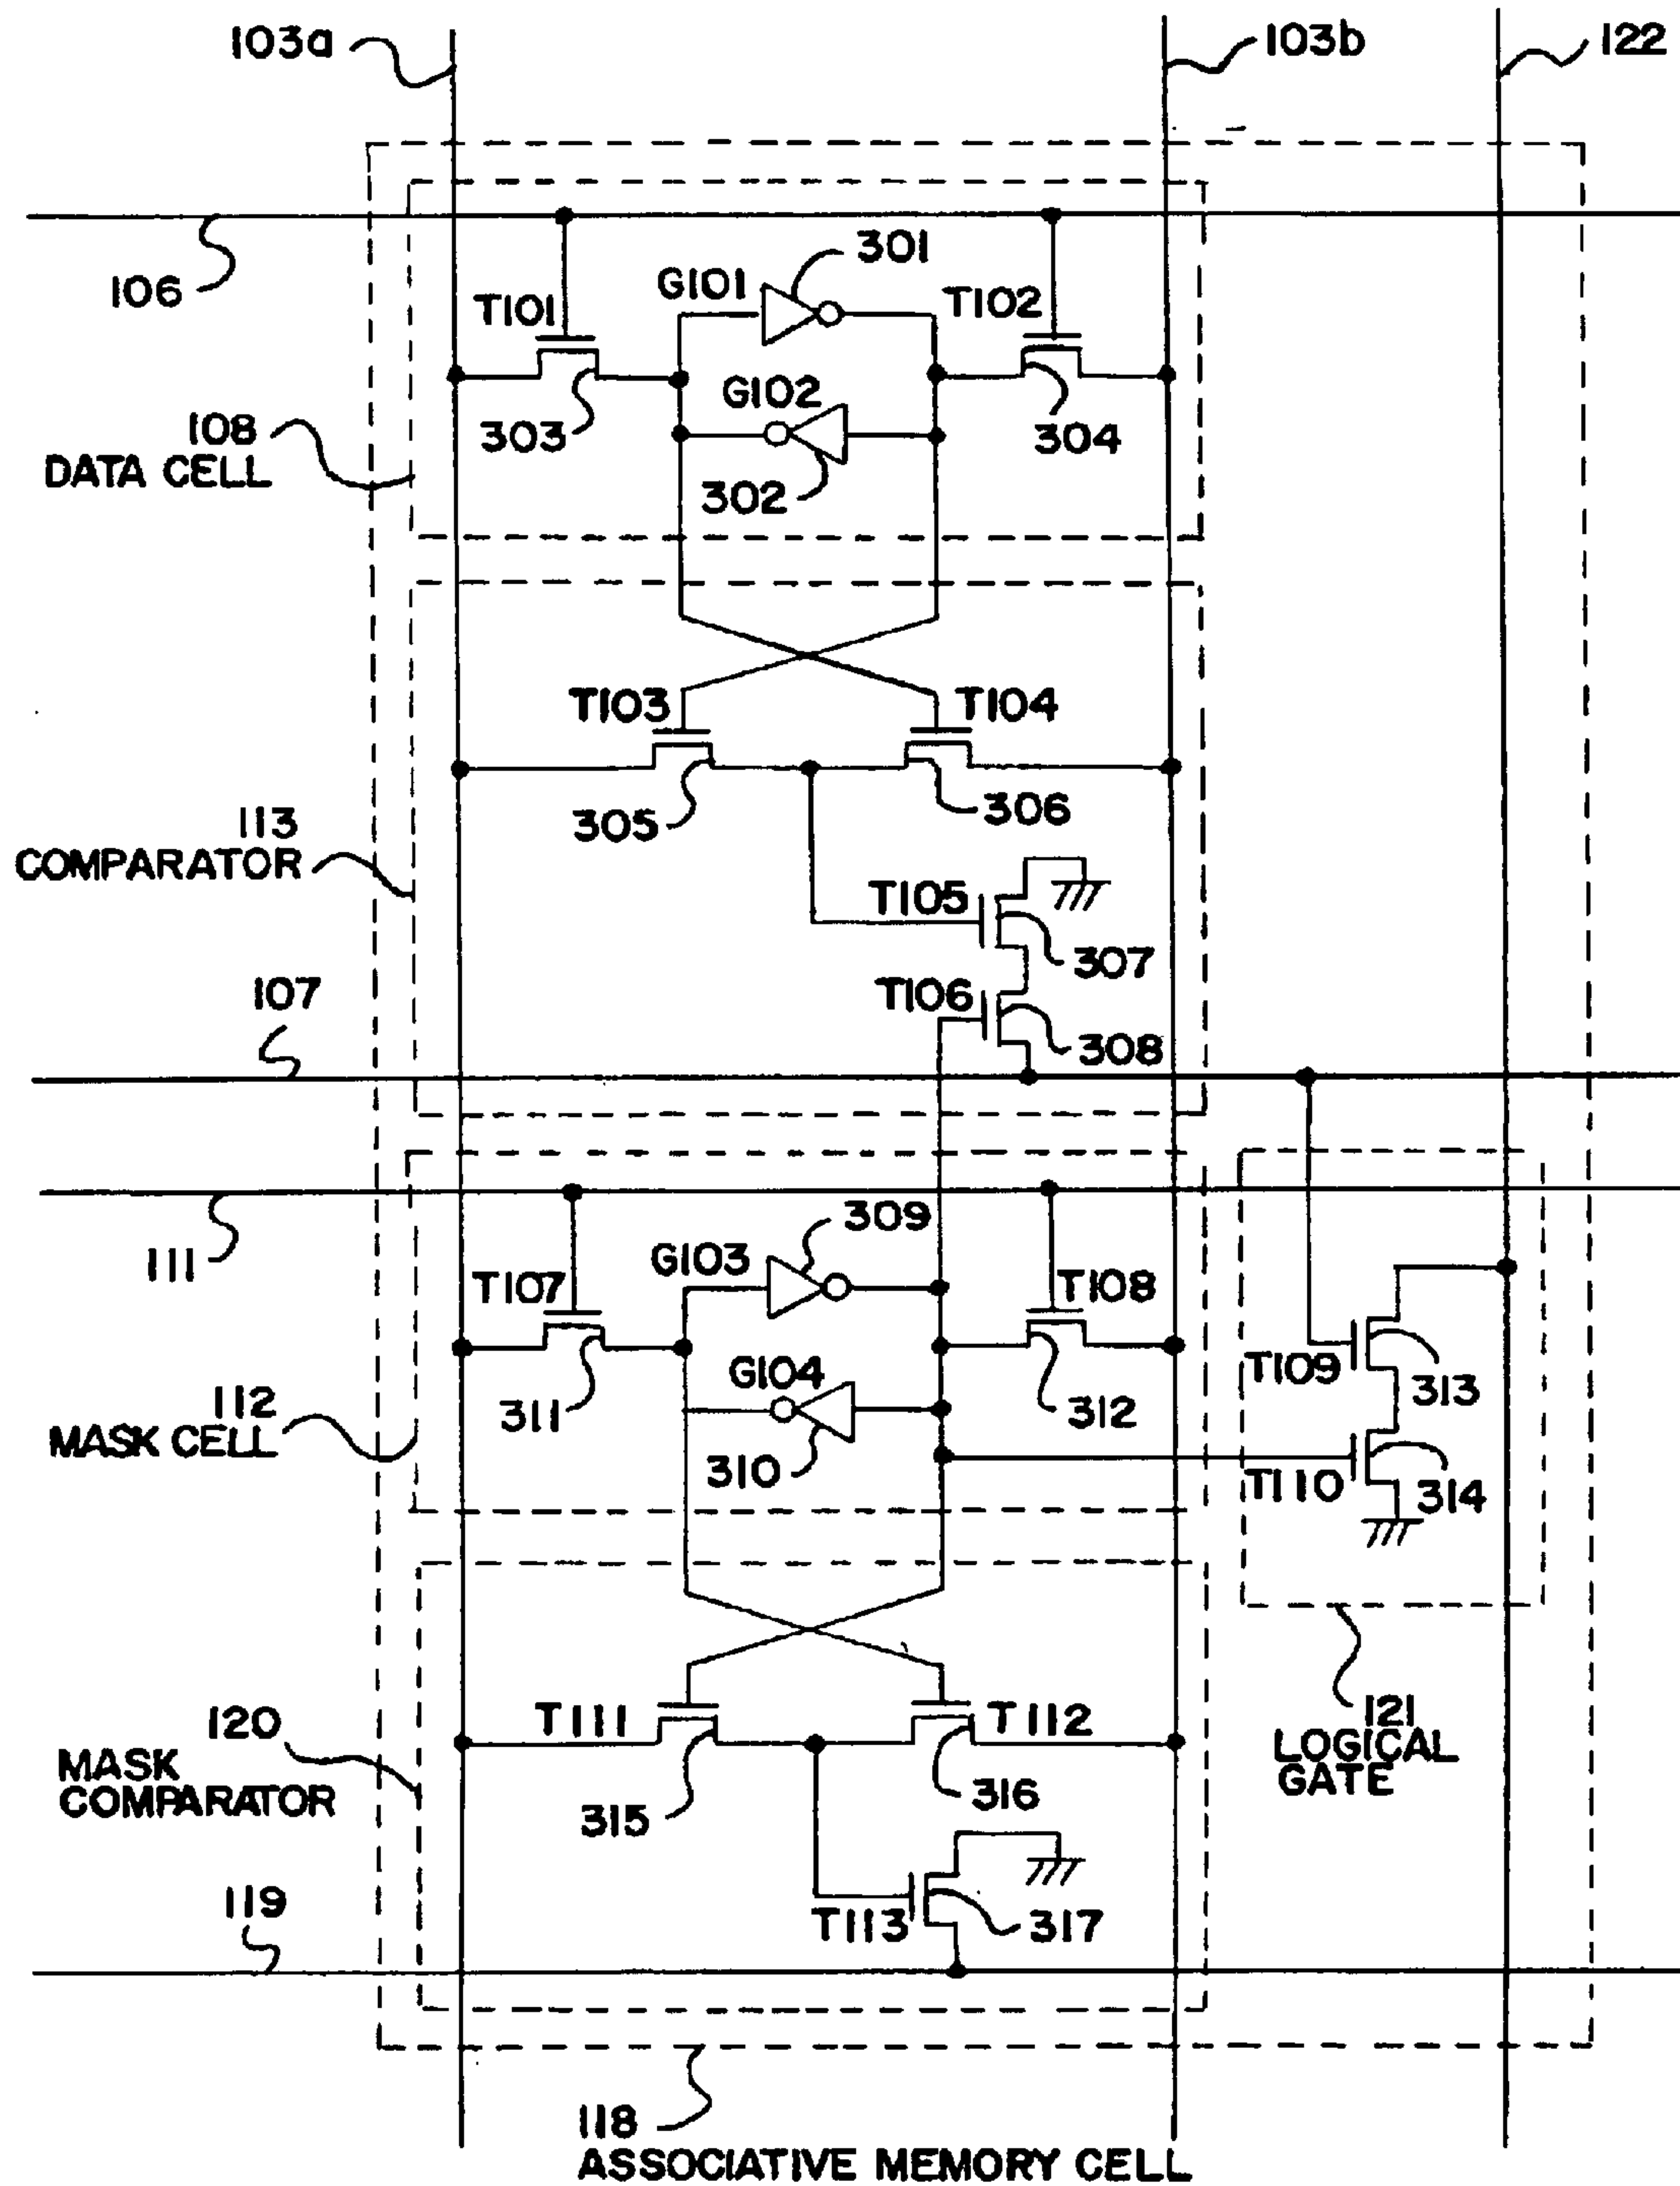 103a
103b
122
106
301
G101
T101
T102
G102
303
304
108
DATA CELL
302
T103
T104
305
306
113
COMPARATOR
T105
307
107
T106
308
111
309
G103
T107
T108
G104
T109
313
112
MASK CELL
311
312
310
T110
314
120
MASK
COMPARATOR
T111
T112
315
316
121
LOGICAL
GATE
119
T113
317
118
ASSOCIATIVE MEMORY CELL